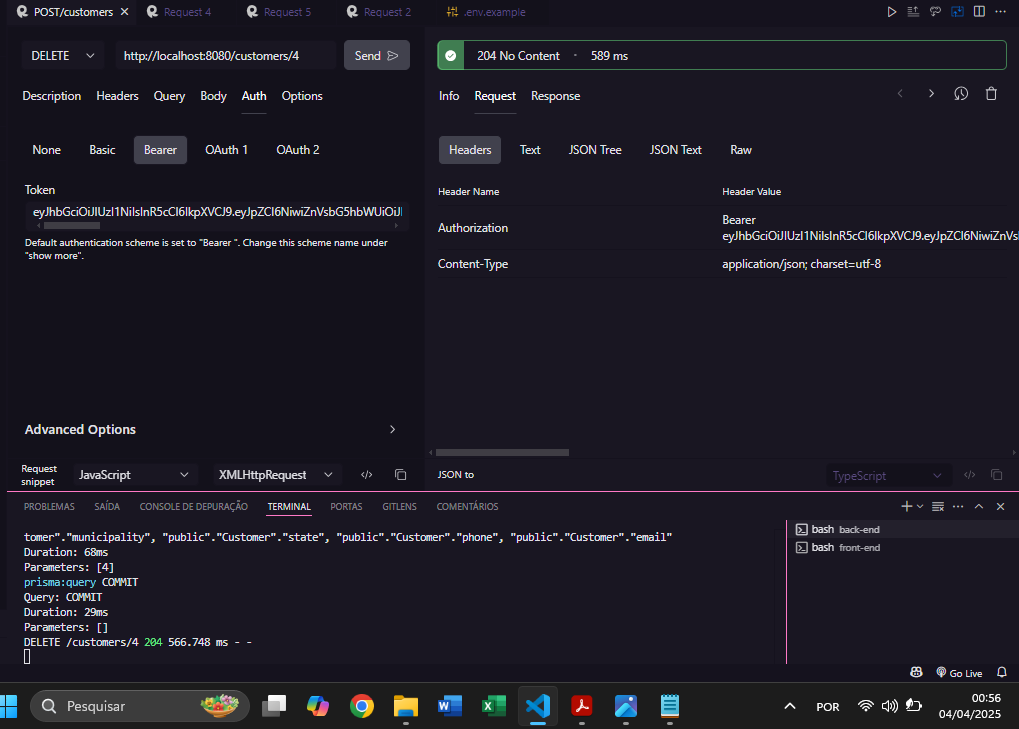 POST/customers
Request 4
Request 5
Request 2
.env.example
DELETE
http://localhost:8080/customers/4
Send
204 No Content · 589 ms
Description Headers Query Body Auth Options
Info Request Response
None Basic Bearer OAuth 1 OAuth 2
Headers Text JSON Tree JSON Text Raw
Token
Header Name
Header Value
eyJhbGciOiJIUzI1NiIsInR5cCI6IkpXVCJ9.eyJpZCI6NiwiZnVsbG5hbWUiOiJ
Default authentication scheme is set to "Bearer ". Change this scheme name under
"show more".
Authorization
Bearer
eyJhbGciOiJIUzI1NiIsInR5cCI6IkpXVCJ9.eyJpZCI6NiwiZnVs
Content-Type
application/json; charset=utf-8
Advanced Options
Request
snippet
JavaScript
XMLHttpRequest
JSON to
TypeScript
PROBLEMAS SAÍDA CONSOLE DE DEPURAÇÃO TERMINAL PORTAS GITLENS COMENTÁRIOS
tomer"."municipality", "public"."Customer"."state", "public"."Customer"."phone", "public"."Customer"."email"
Duration: 68ms
Parameters: [4]
prisma:query COMMIT
Query: COMMIT
Duration: 29ms
Parameters: []
DELETE /customers/4 204 566.748 ms - -
bash back-end
bash front-end
Go Live
Pesquisar
POR
00:56
04/04/2025